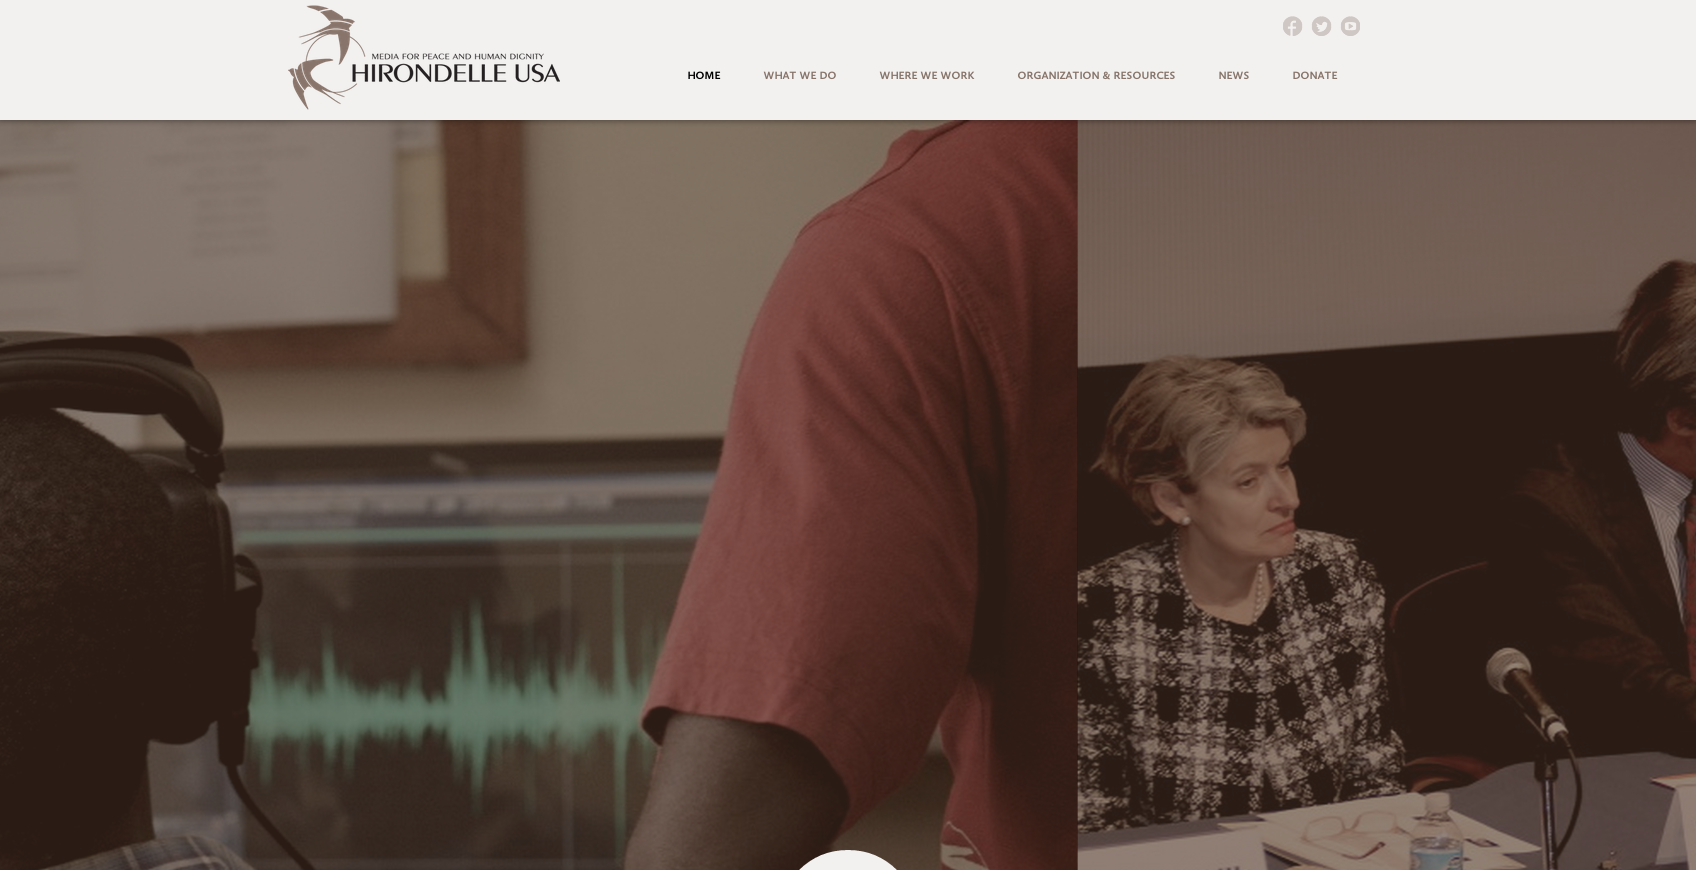 MEDIA FOR PEACE AND HUMAN DIGNITY
HIRONDELLE USA
HOME
WHAT WE DO
WHERE WE WORK
ORGANIZATION & RESOURCES
NEWS
DONATE